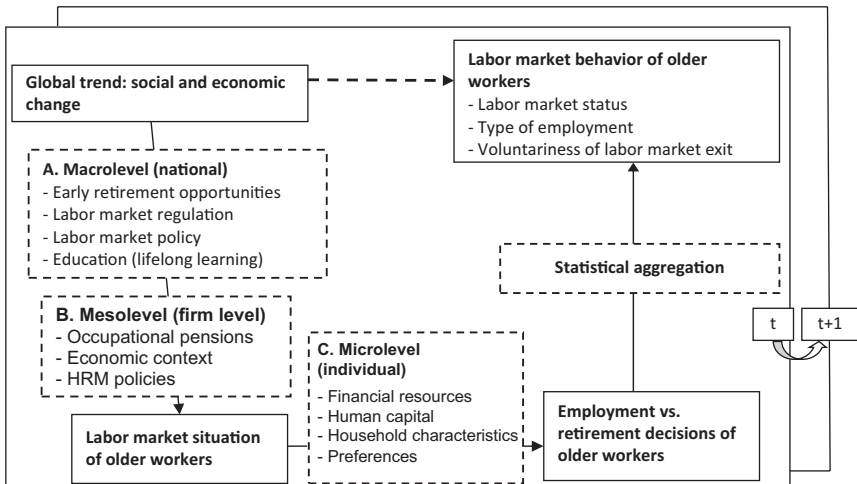 Global trend: social and economic
change
Labor market behavior of older
workers
- Labor market status
- Type of employment
- Voluntariness of labor market exit
A. Macrolevel (national)
- Early retirement opportunities
- Labor market regulation
- Labor market policy
- Education (lifelong learning)
Statistical aggregation
B. Mesolevel (firm level)
- Occupational pensions
- Economic context
- HRM policies
t
t+1
C. Microlevel
(individual)
- Financial resources
- Human capital
- Household characteristics
- Preferences
Labor market situation
of older workers
Employment vs.
retirement decisions of
older workers